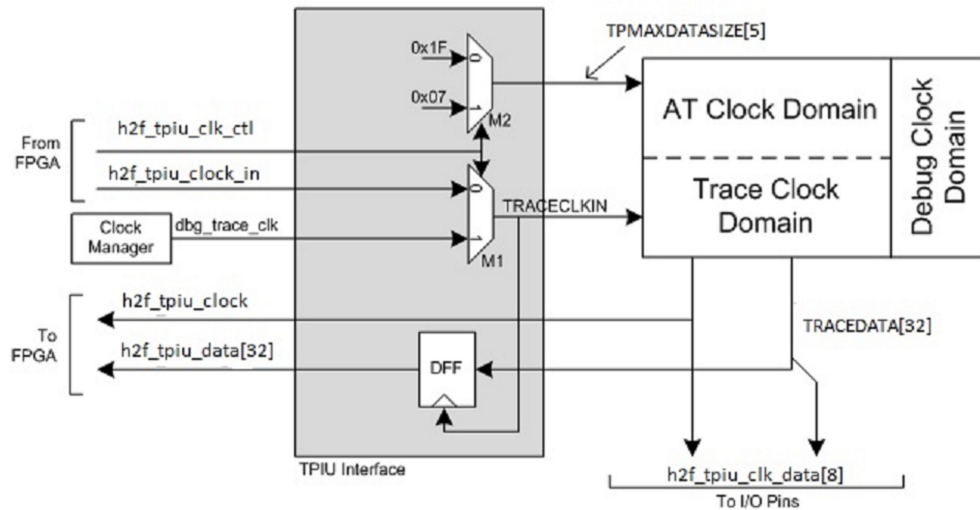 TPMAXDATASIZE[5]
0x1F
0
0x07
1
M2
AT Clock Domain
Debug Clock
Domain
From
FPGA
h2f_tpiu_clk_ctl
h2f_tpiu_clock_in
0
TRACECLKIN
Trace Clock
Domain
Clock
Manager
dbg_trace_clk
1
M1
To
FPGA
h2f_tpiu_clock
h2f_tpiu_data[32]
DFF
TRACEDATA[32]
TPIU Interface
h2f_tpiu_clk_data[8]
To I/O Pins